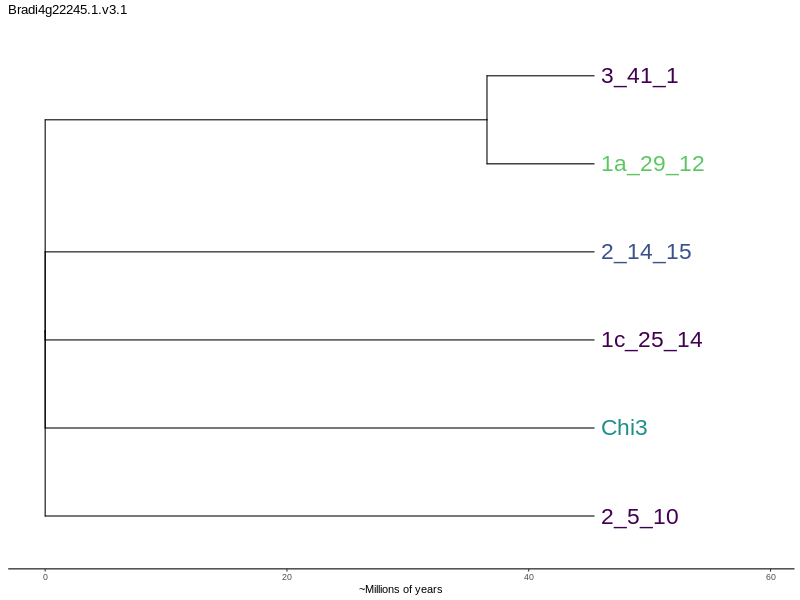 Bradi4g22245.1.v3.1
3_41_1
1a_29_12
2_14_15
1c_25_14
Chi3
2_5_10
0 20 40 60
~Millions of years